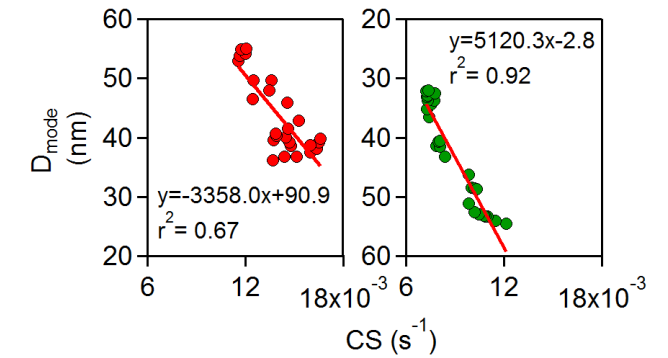 60
50
40
30
20
D_mode
(nm)
y=-3358.0x+90.9
r²= 0.67
6
12
18x10⁻³
20
30
40
50
60
y=5120.3x-2.8
r²= 0.92
6
12
18x10⁻³
CS (s⁻¹)